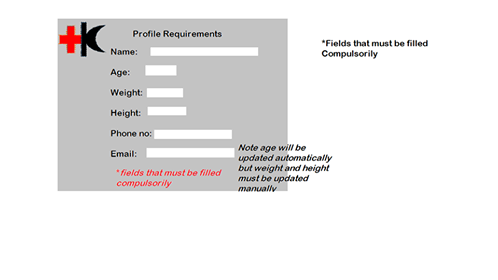 Profile Requirements
Name:
Age:
Weight:
Height:
Phone no:
Email:
*fields that must be filled
compulsorily
Note age will be
updated automatically
but weight and height
must be updated
manually
*Fields that must be filled
Compulsorily